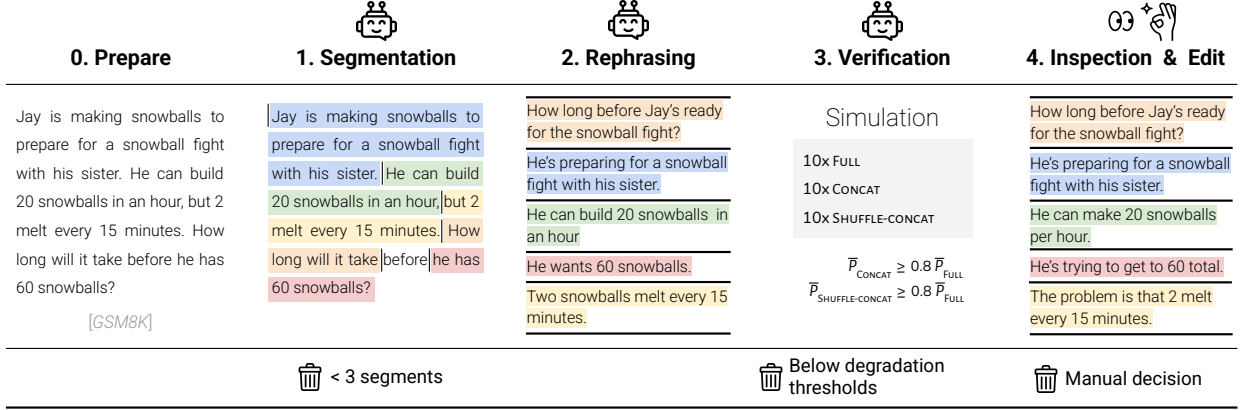 0. Prepare
1. Segmentation
2. Rephrasing
3. Verification
4. Inspection & Edit
Jay is making snowballs to
prepare for a snowball fight
with his sister. He can build
20 snowballs in an hour, but 2
melt every 15 minutes. How
long will it take before he has
60 snowballs?
[GSM8K]
Jay is making snowballs to
prepare for a snowball fight
with his sister. He can build
20 snowballs in an hour, but 2
melt every 15 minutes. How
long will it take before he has
60 snowballs?
How long before Jay's ready
for the snowball fight?
He's preparing for a snowball
fight with his sister.
He can build 20 snowballs in
an hour
He wants 60 snowballs.
Two snowballs melt every 15
minutes.
Simulation
10x FULL
10x CONCAT
10x SHUFFLE-CONCAT
P̅ CONCAT ≥ 0.8 P̅ FULL
P̅ SHUFFLE-CONCAT ≥ 0.8 P̅ FULL
How long before Jay's ready
for the snowball fight?
He's preparing for a snowball
fight with his sister.
He can make 20 snowballs
per hour.
He's trying to get to 60 total.
The problem is that 2 melt
every 15 minutes.
< 3 segments
Below degradation
thresholds
Manual decision